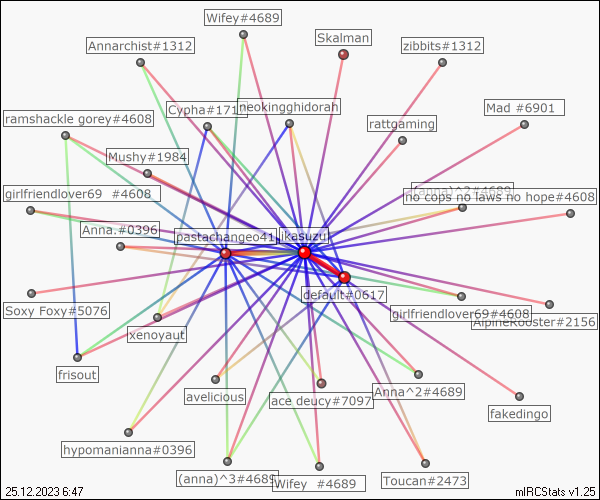 Wifey#4689
Annarchist#1312
Skalman
zibbits#1312
Cypha#171
neokingghidorah
Mad #6901
ramshackle gorey#4608
rattgaming
Mushy#1984
(anna)^2#4689
girlfriendlover69 #4608
no cops no laws no hope#4608
Anna.#0396
pastachangeo41
ikasuzu
default#0617
Soxy Foxy#5076
girlfriendlover69#4608
AlpineRooster#2156
xenoyaut
frisout
avelicious
ace deucy#7097
Anna^2#4689
fakedingo
hypomanianna#0396
(anna)^3#4689
Wifey #4689
Toucan#2473
25.12.2023 6:47
mIRCStats v1.25